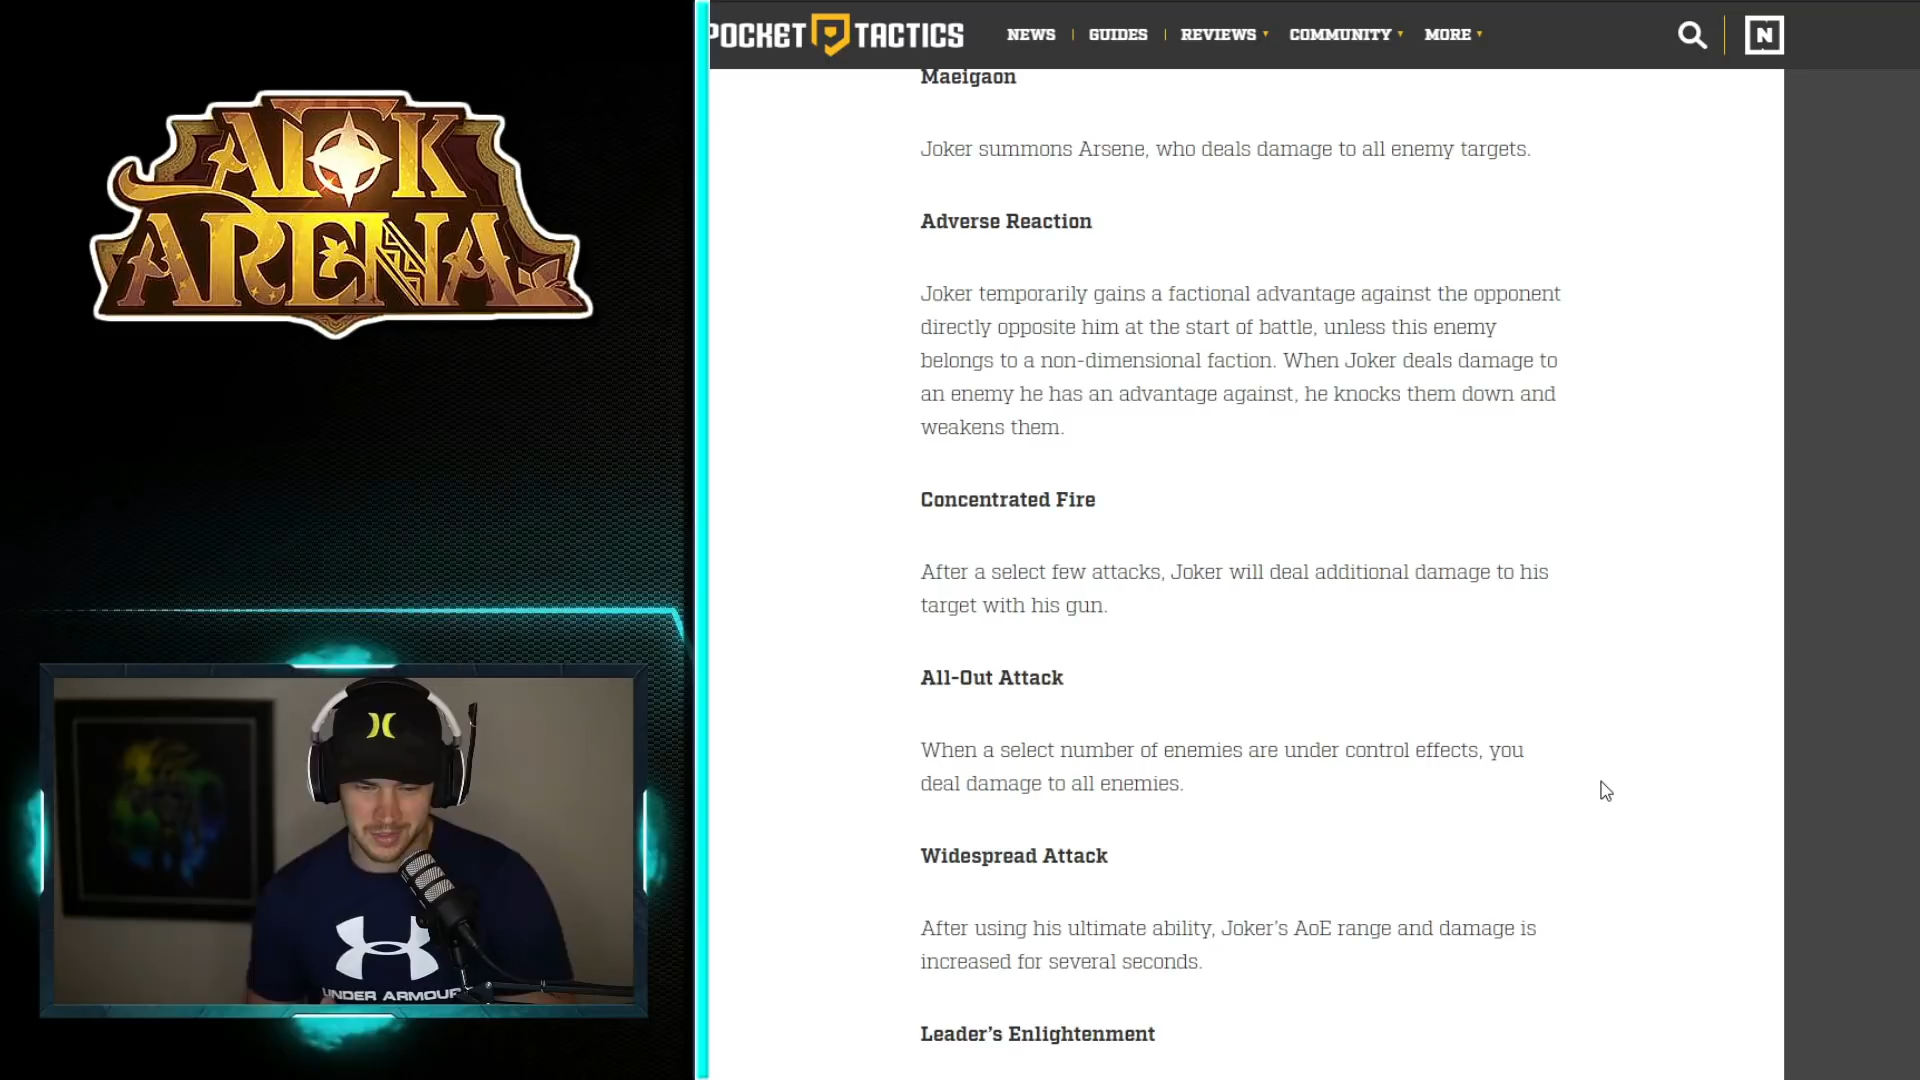 AFK
ARENA
POCKET TACTICS
NEWS
GUIDES
REVIEWS
COMMUNITY
MORE
N
Maeigaon
Joker summons Arsene, who deals damage to all enemy targets.
Adverse Reaction
Joker temporarily gains a factional advantage against the opponent
directly opposite him at the start of battle, unless this enemy
belongs to a non-dimensional faction. When Joker deals damage to
an enemy he has an advantage against, he knocks them down and
weakens them.
Concentrated Fire
After a select few attacks, Joker will deal additional damage to his
target with his gun.
All-Out Attack
When a select number of enemies are under control effects, you
deal damage to all enemies.
Widespread Attack
After using his ultimate ability, Joker's AoE range and damage is
increased for several seconds.
Leader's Enlightenment
UNDER ARMOUR